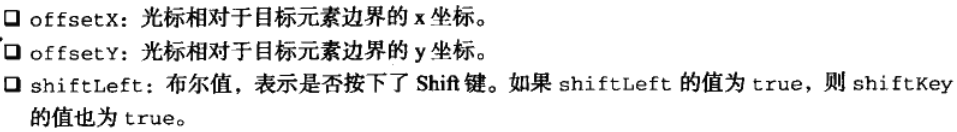 ❑ offsetX：光标相对于目标元素边界的 x 坐标。
❑ offsetY：光标相对于目标元素边界的 y 坐标。
❑ shiftLeft：布尔值，表示是否按下了 Shift 键。如果 shiftLeft 的值为 true，则 shiftKey
的值也为 true。